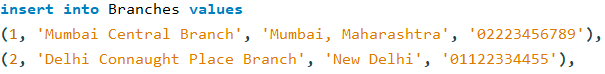 insert into Branches values
(1, 'Mumbai Central Branch', 'Mumbai, Maharashtra', '02223456789'),
(2, 'Delhi Connaught Place Branch', 'New Delhi', '01122334455'),